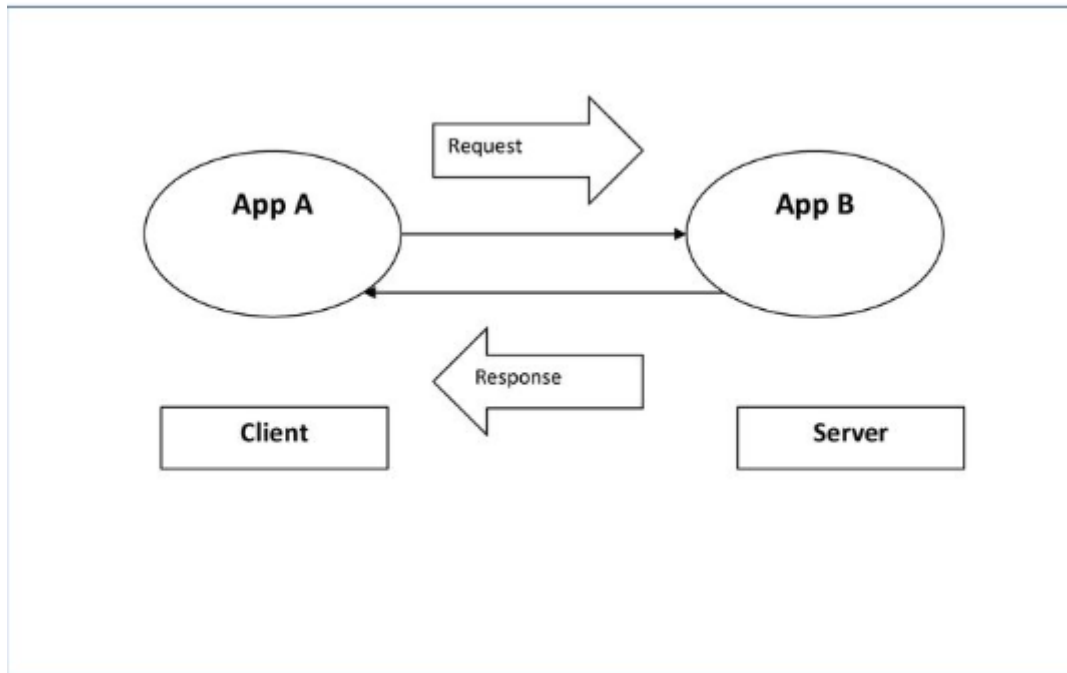 Request
App A
App B
Response
Client
Server